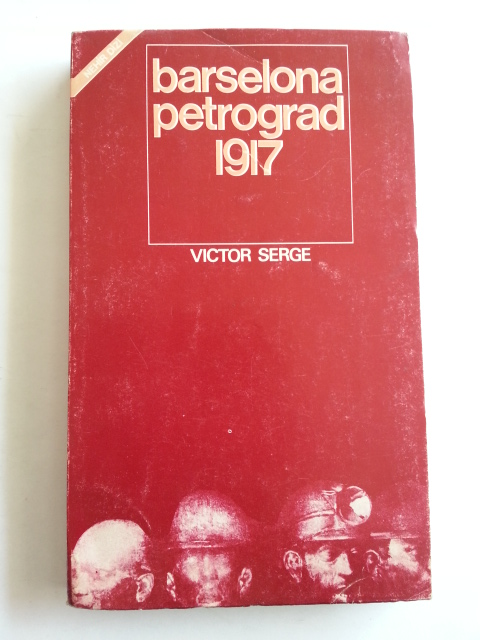 barselona
petrograd
1917
VICTOR SERGE